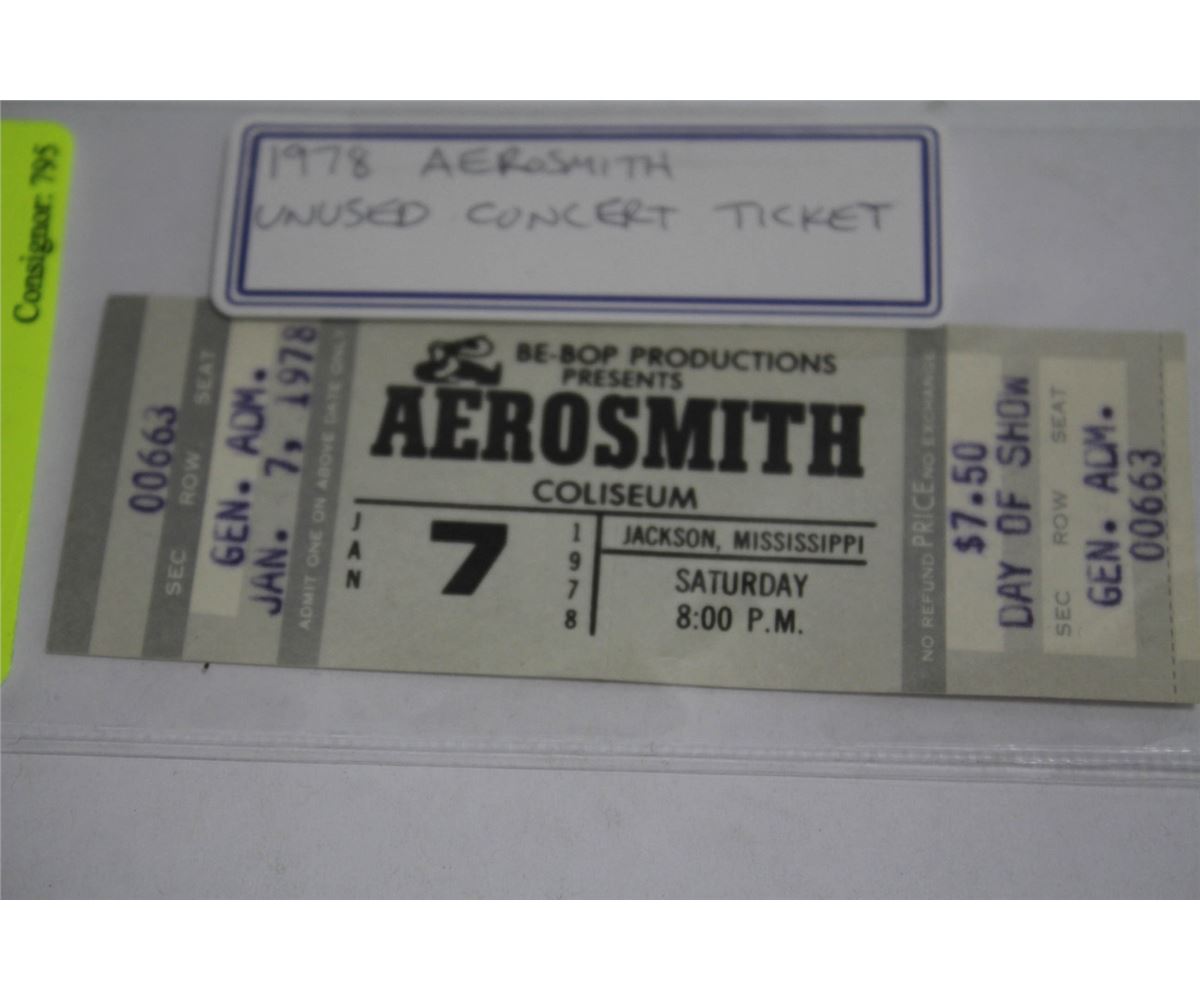 Consignor: 795
1978 AEROSMITH
UNUSED CONCERT TICKET
00663
SEC ROW SEAT
GEN. ADM.
JAN. 7, 1978
ADMIT ONE ON ABOVE DATE ONLY
BE-BOP PRODUCTIONS
PRESENTS
AEROSMITH
COLISEUM
JAN 7 1978
JACKSON, MISSISSIPPI
SATURDAY
8:00 P.M.
NO REFUND PRICE NO EXCHANGE
$7.50
DAY OF SHOW
SEC ROW SEAT
GEN. ADM.
00663